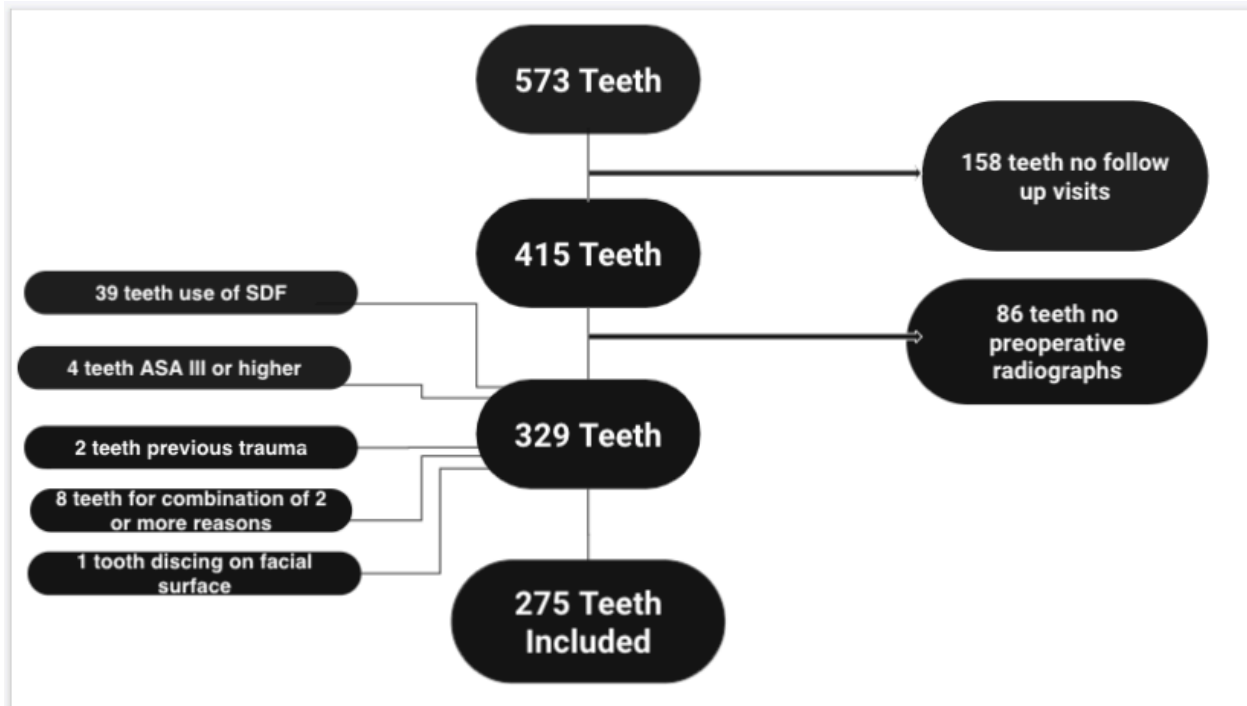 573 Teeth
158 teeth no follow
up visits
415 Teeth
39 teeth use of SDF
86 teeth no
preoperative
radiographs
4 teeth ASA III or higher
329 Teeth
2 teeth previous trauma
8 teeth for combination of 2
or more reasons
1 tooth discing on facial
surface
275 Teeth
Included